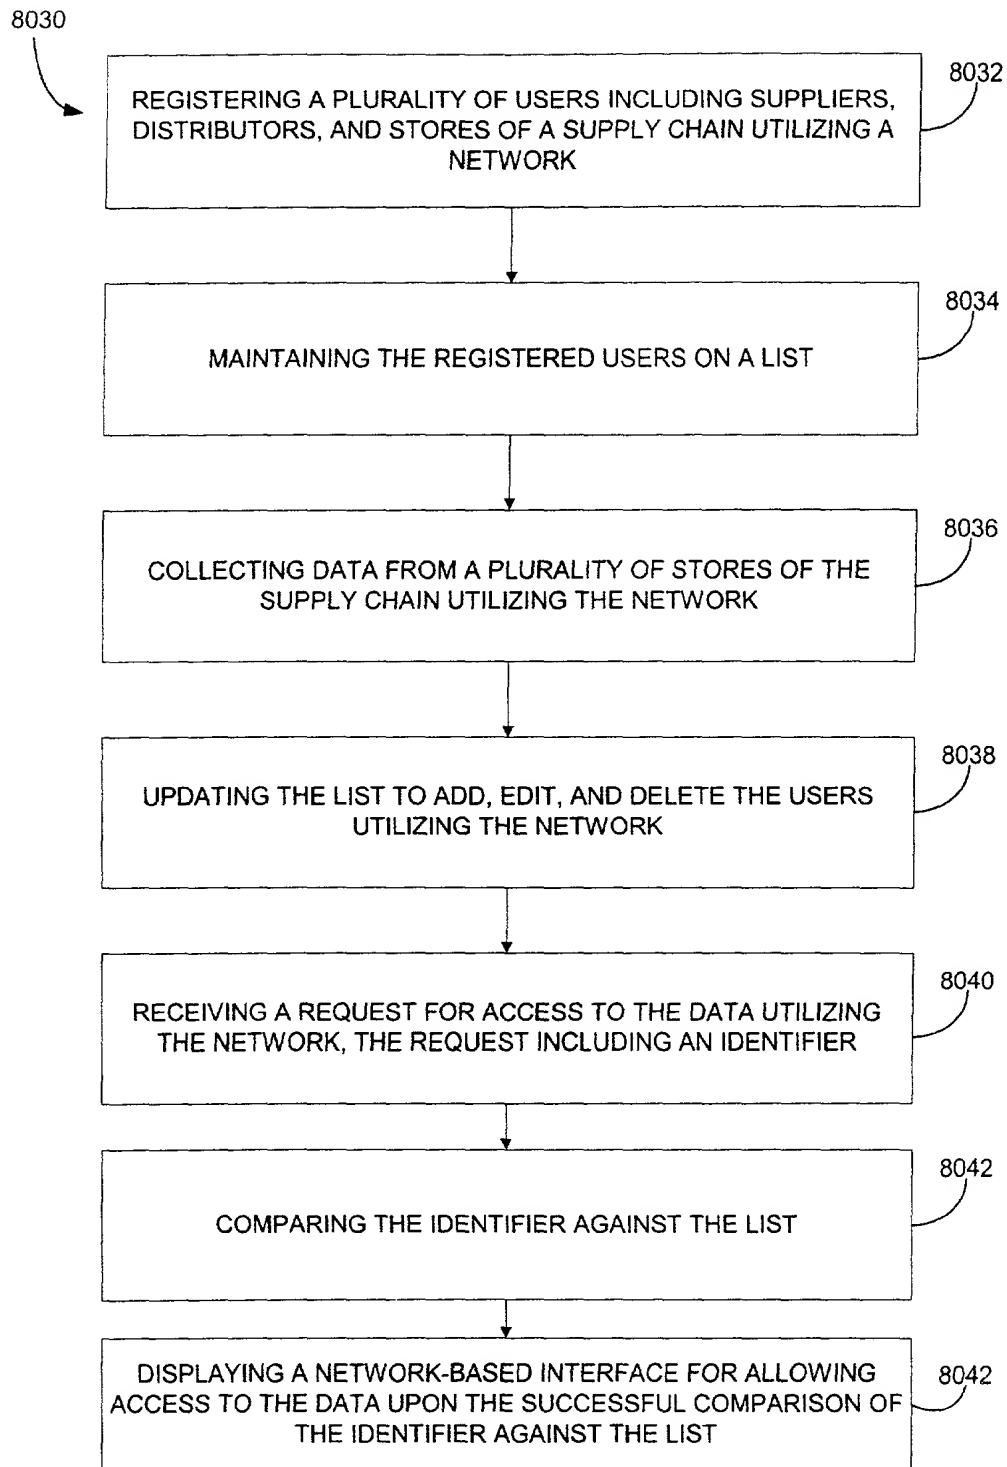 8030
8032
REGISTERING A PLURALITY OF USERS INCLUDING SUPPLIERS,
DISTRIBUTORS, AND STORES OF A SUPPLY CHAIN UTILIZING A
NETWORK
8034
MAINTAINING THE REGISTERED USERS ON A LIST
8036
COLLECTING DATA FROM A PLURALITY OF STORES OF THE
SUPPLY CHAIN UTILIZING THE NETWORK
8038
UPDATING THE LIST TO ADD, EDIT, AND DELETE THE USERS
UTILIZING THE NETWORK
8040
RECEIVING A REQUEST FOR ACCESS TO THE DATA UTILIZING
THE NETWORK, THE REQUEST INCLUDING AN IDENTIFIER
8042
COMPARING THE IDENTIFIER AGAINST THE LIST
8042
DISPLAYING A NETWORK-BASED INTERFACE FOR ALLOWING
ACCESS TO THE DATA UPON THE SUCCESSFUL COMPARISON OF
THE IDENTIFIER AGAINST THE LIST